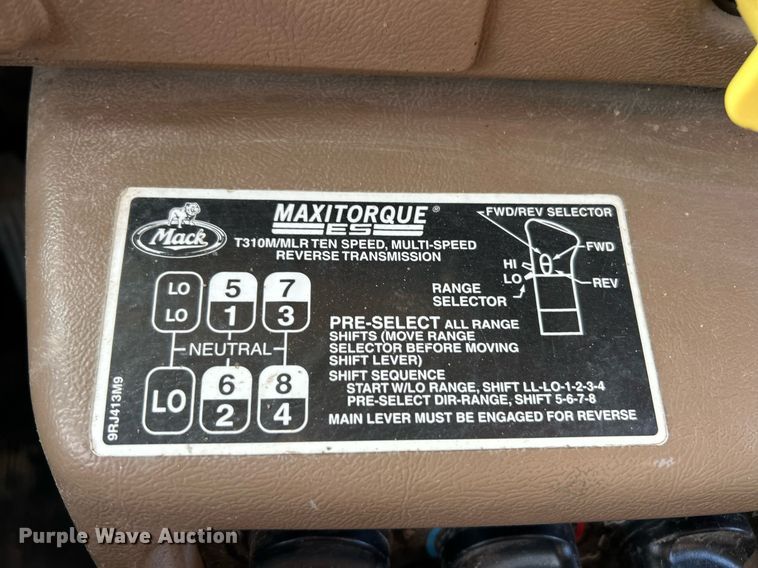 Mack
MAXITORQUE®
ES
T310M/MLR TEN SPEED, MULTI-SPEED
REVERSE TRANSMISSION
FWD/REV SELECTOR
FWD
HI
LO
REV
RANGE
SELECTOR
LO 5 7
LO 1 3
NEUTRAL
LO 6 8
2 4
PRE-SELECT ALL RANGE
SHIFTS (MOVE RANGE
SELECTOR BEFORE MOVING
SHIFT LEVER)
SHIFT SEQUENCE
START W/LO RANGE, SHIFT LL-LO-1-2-3-4
PRE-SELECT DIR-RANGE, SHIFT 5-6-7-8
MAIN LEVER MUST BE ENGAGED FOR REVERSE
9RJ413M9
Purple Wave Auction